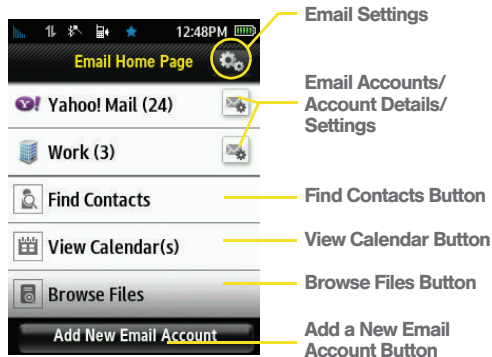 12:48PM
Email Home Page
Yahoo! Mail (24)
Work (3)
Find Contacts
View Calendar(s)
Browse Files
Add New Email Account
Email Settings
Email Accounts/
Account Details/
Settings
Find Contacts Button
View Calendar Button
Browse Files Button
Add a New Email
Account Button